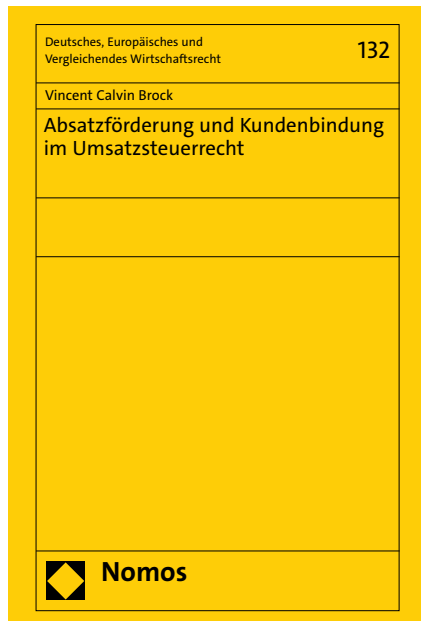 Deutsches, Europäisches und
Vergleichendes Wirtschaftsrecht
132
Vincent Calvin Brock
Absatzförderung und Kundenbindung
im Umsatzsteuerrecht
Nomos